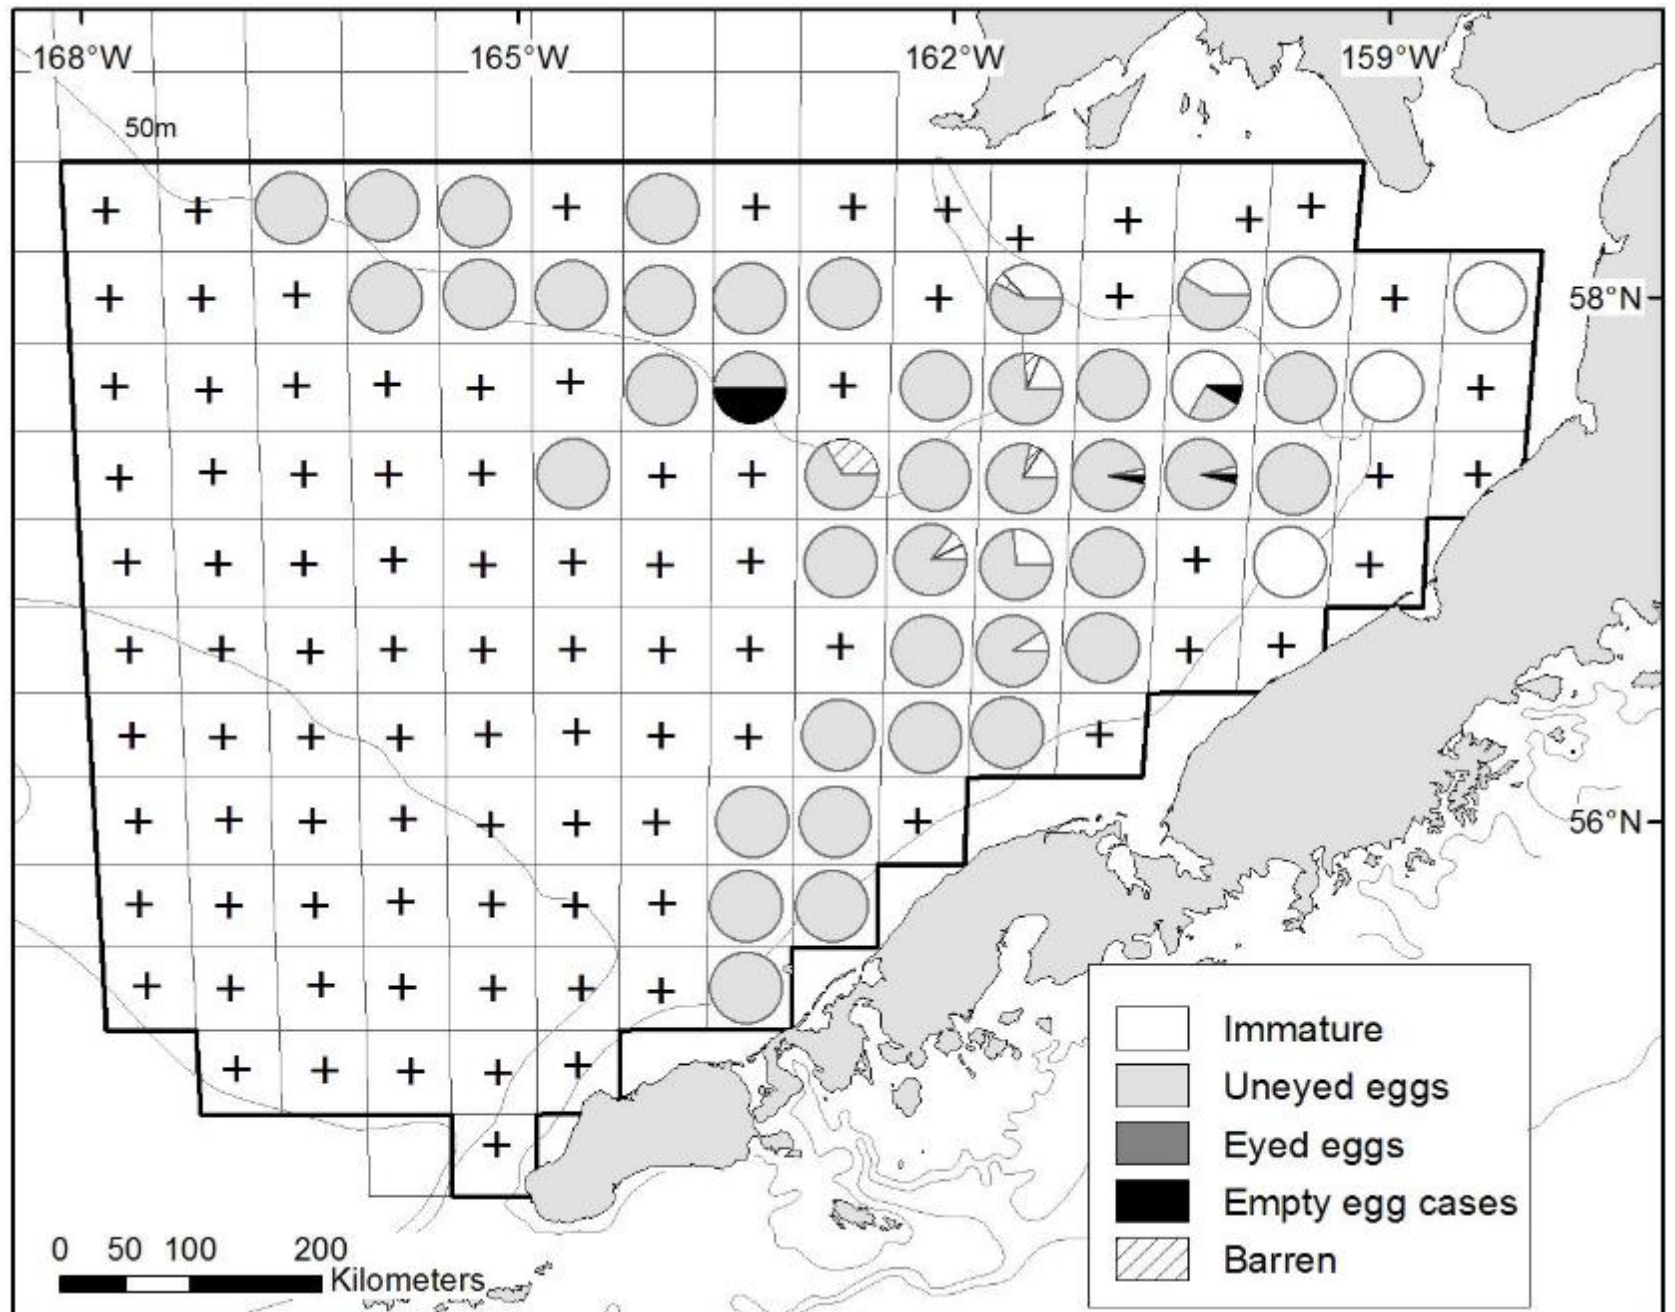 168°W 165°W 162°W 159°W
50m
58°N
56°N
Immature
Uneyed eggs
Eyed eggs
Empty egg cases
Barren
0 50 100 200
Kilometers